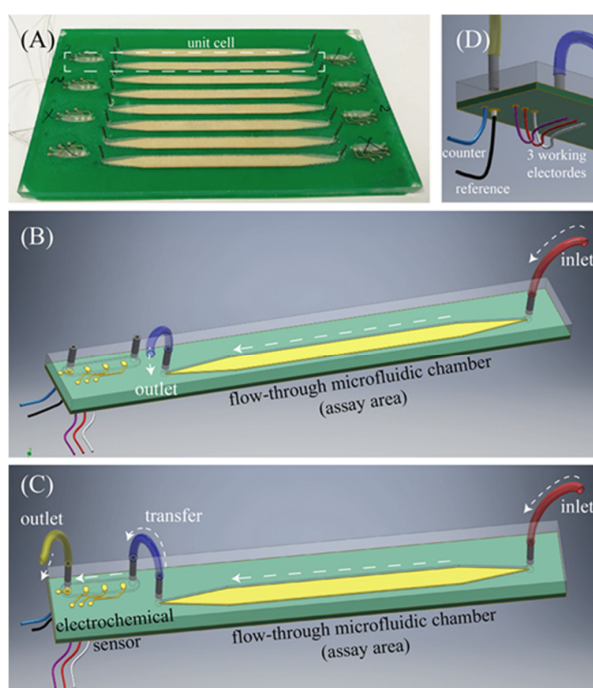 (A)
unit cell
(D)
counter
reference
3 working
electordes
(B)
inlet
outlet
flow-through microfluidic chamber
(assay area)
(C)
outlet
transfer
inlet
electrochemical
sensor
flow-through microfluidic chamber
(assay area)